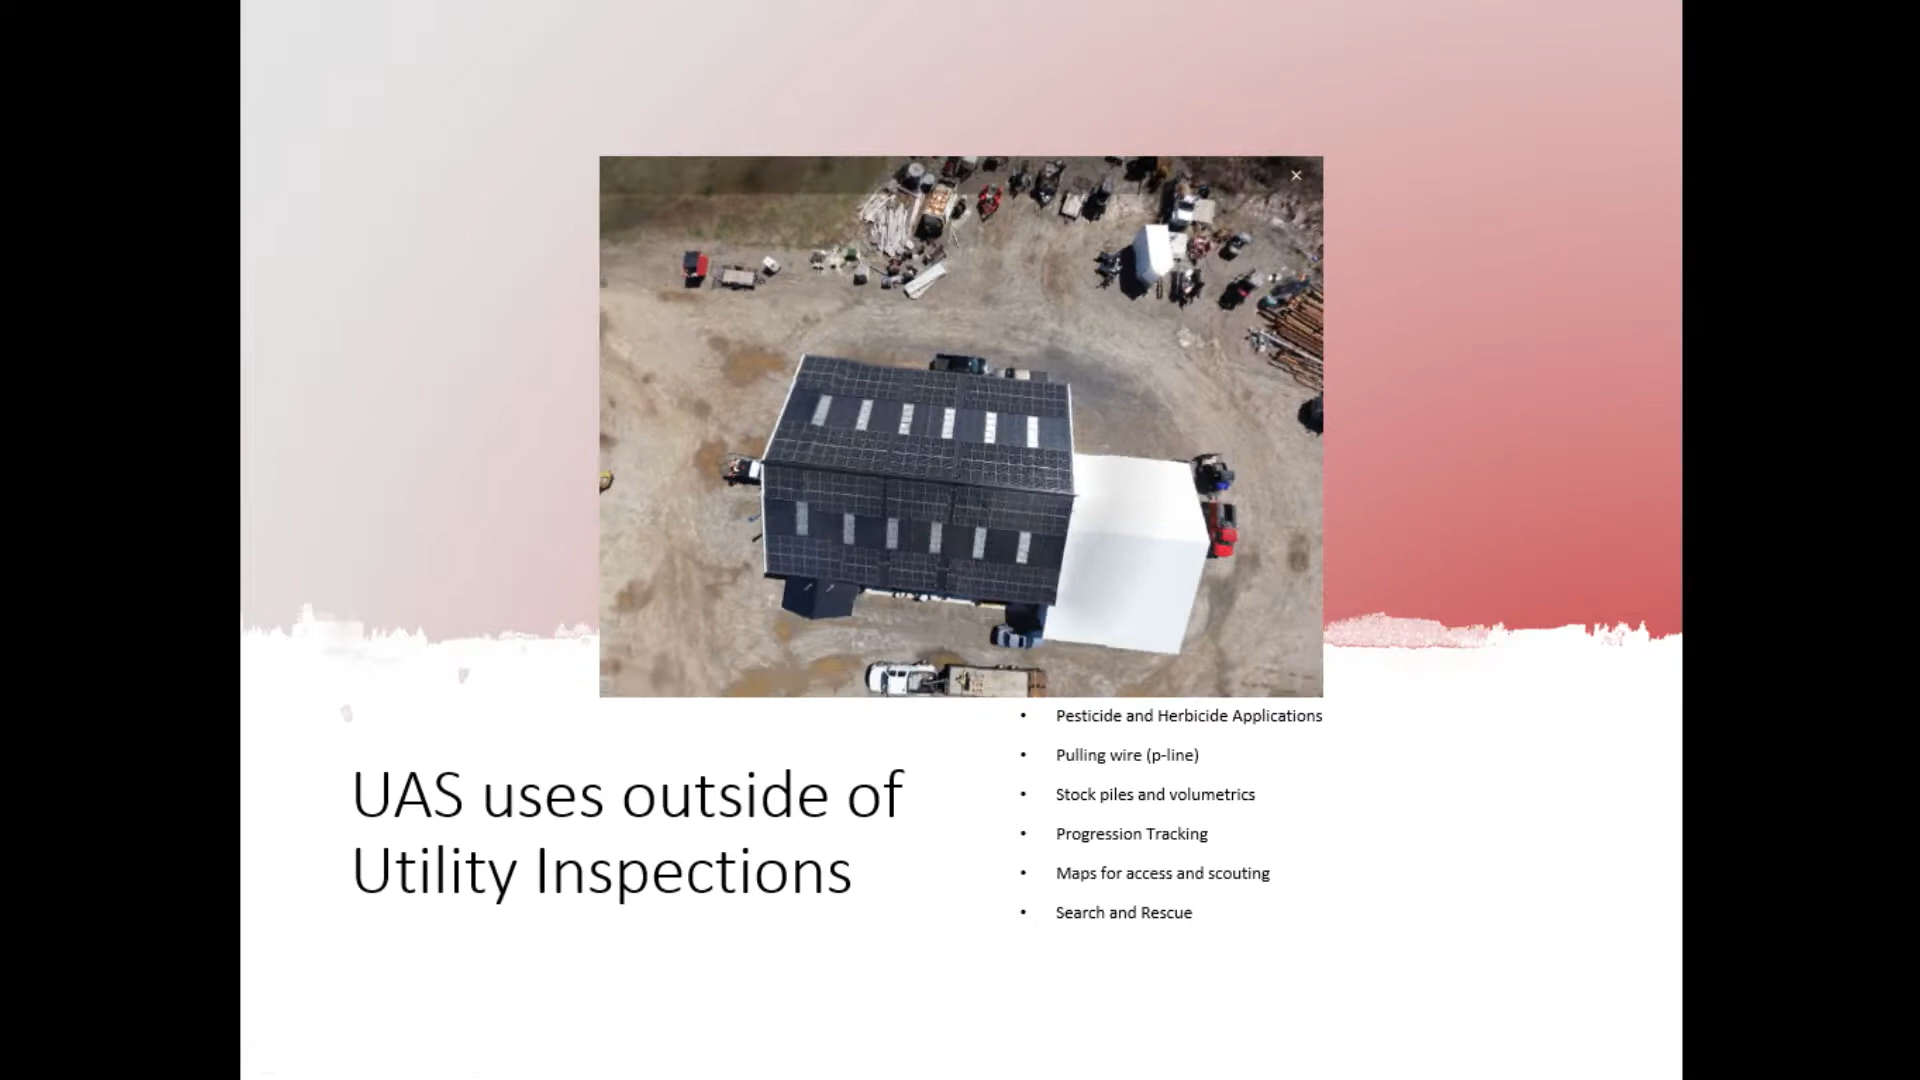 UAS uses outside of
Utility Inspections
• Pesticide and Herbicide Applications
• Pulling wire (p-line)
• Stock piles and volumetrics
• Progression Tracking
• Maps for access and scouting
• Search and Rescue